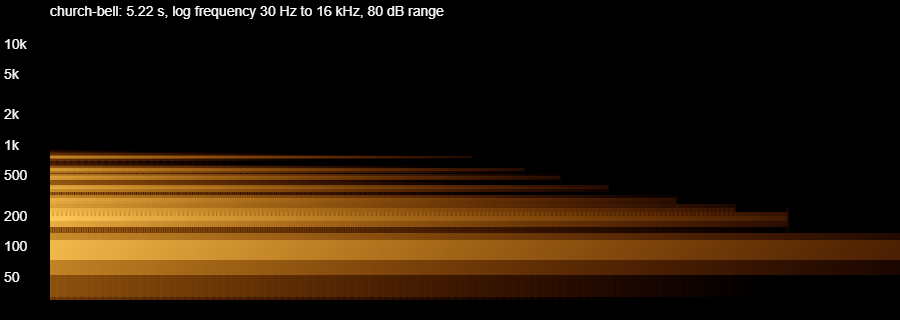 church-bell: 5.22 s, log frequency 30 Hz to 16 kHz, 80 dB range
10k
5k
2k
1k
500
200
100
50